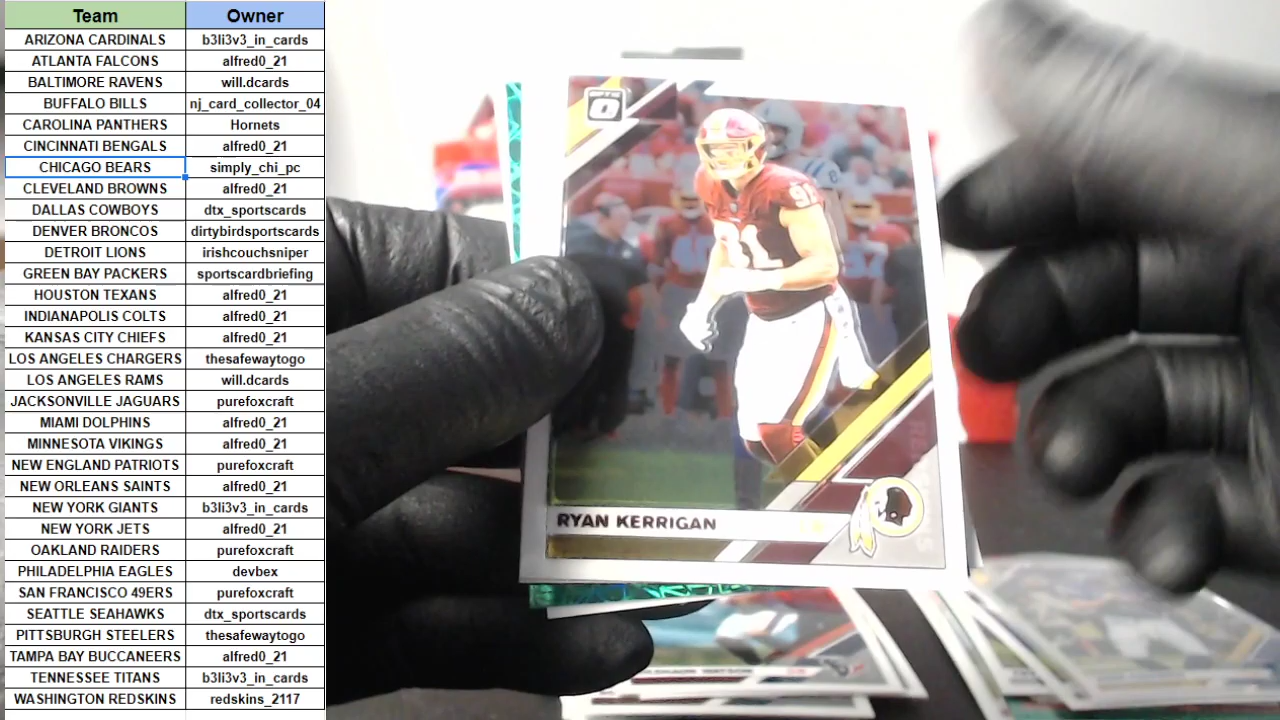 Team Owner
ARIZONA CARDINALS b3li3v3_in_cards
ATLANTA FALCONS alfred0_21
BALTIMORE RAVENS will.dcards
BUFFALO BILLS nj_card_collector_04
CAROLINA PANTHERS Hornets
CINCINNATI BENGALS alfred0_21
CHICAGO BEARS simply_chi_pc
CLEVELAND BROWNS alfred0_21
DALLAS COWBOYS dtx_sportscards
DENVER BRONCOS dirtybirdsportscards
DETROIT LIONS irishcouchsniper
GREEN BAY PACKERS sportscardbriefing
HOUSTON TEXANS alfred0_21
INDIANAPOLIS COLTS alfred0_21
KANSAS CITY CHIEFS alfred0_21
LOS ANGELES CHARGERS thesafewaytogo
LOS ANGELES RAMS will.dcards
JACKSONVILLE JAGUARS purefoxcraft
MIAMI DOLPHINS alfred0_21
MINNESOTA VIKINGS alfred0_21
NEW ENGLAND PATRIOTS purefoxcraft
NEW ORLEANS SAINTS alfred0_21
NEW YORK GIANTS b3li3v3_in_cards
NEW YORK JETS alfred0_21
OAKLAND RAIDERS purefoxcraft
PHILADELPHIA EAGLES devbex
SAN FRANCISCO 49ERS purefoxcraft
SEATTLE SEAHAWKS dtx_sportscards
PITTSBURGH STEELERS thesafewaytogo
TAMPA BAY BUCCANEERS alfred0_21
TENNESSEE TITANS b3li3v3_in_cards
WASHINGTON REDSKINS redskins_2117
91
91
RYAN KERRIGAN